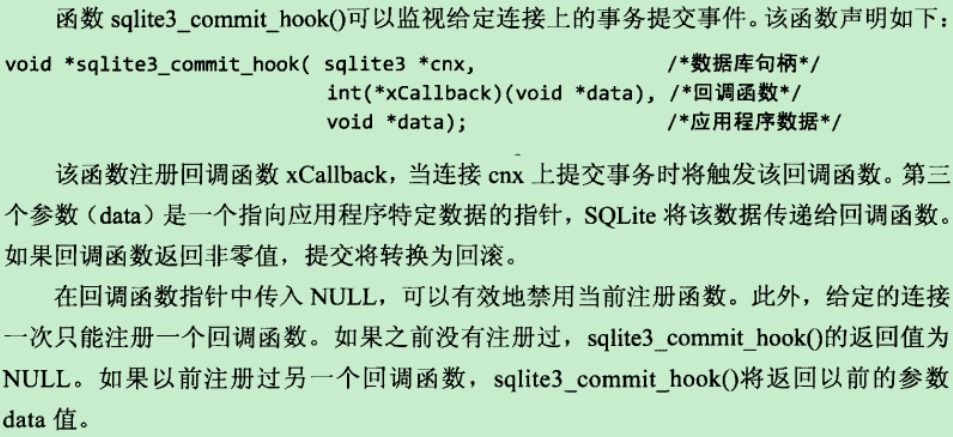 函数 sqlite3_commit_hook()可以监视给定连接上的事务提交事件。该函数声明如下：
void *sqlite3_commit_hook( sqlite3 *cnx, /*数据库句柄*/
int(*xCallback)(void *data), /*回调函数*/
void *data); /*应用程序数据*/
该函数注册回调函数 xCallback，当连接 cnx 上提交事务时将触发该回调函数。第三
个参数（data）是一个指向应用程序特定数据的指针，SQLite 将该数据传递给回调函数。
如果回调函数返回非零值，提交将转换为回滚。
在回调函数指针中传入 NULL，可以有效地禁用当前注册函数。此外，给定的连接
一次只能注册一个回调函数。如果之前没有注册过，sqlite3_commit_hook()的返回值为
NULL。如果以前注册过另一个回调函数，sqlite3_commit_hook()将返回以前的参数
data 值。